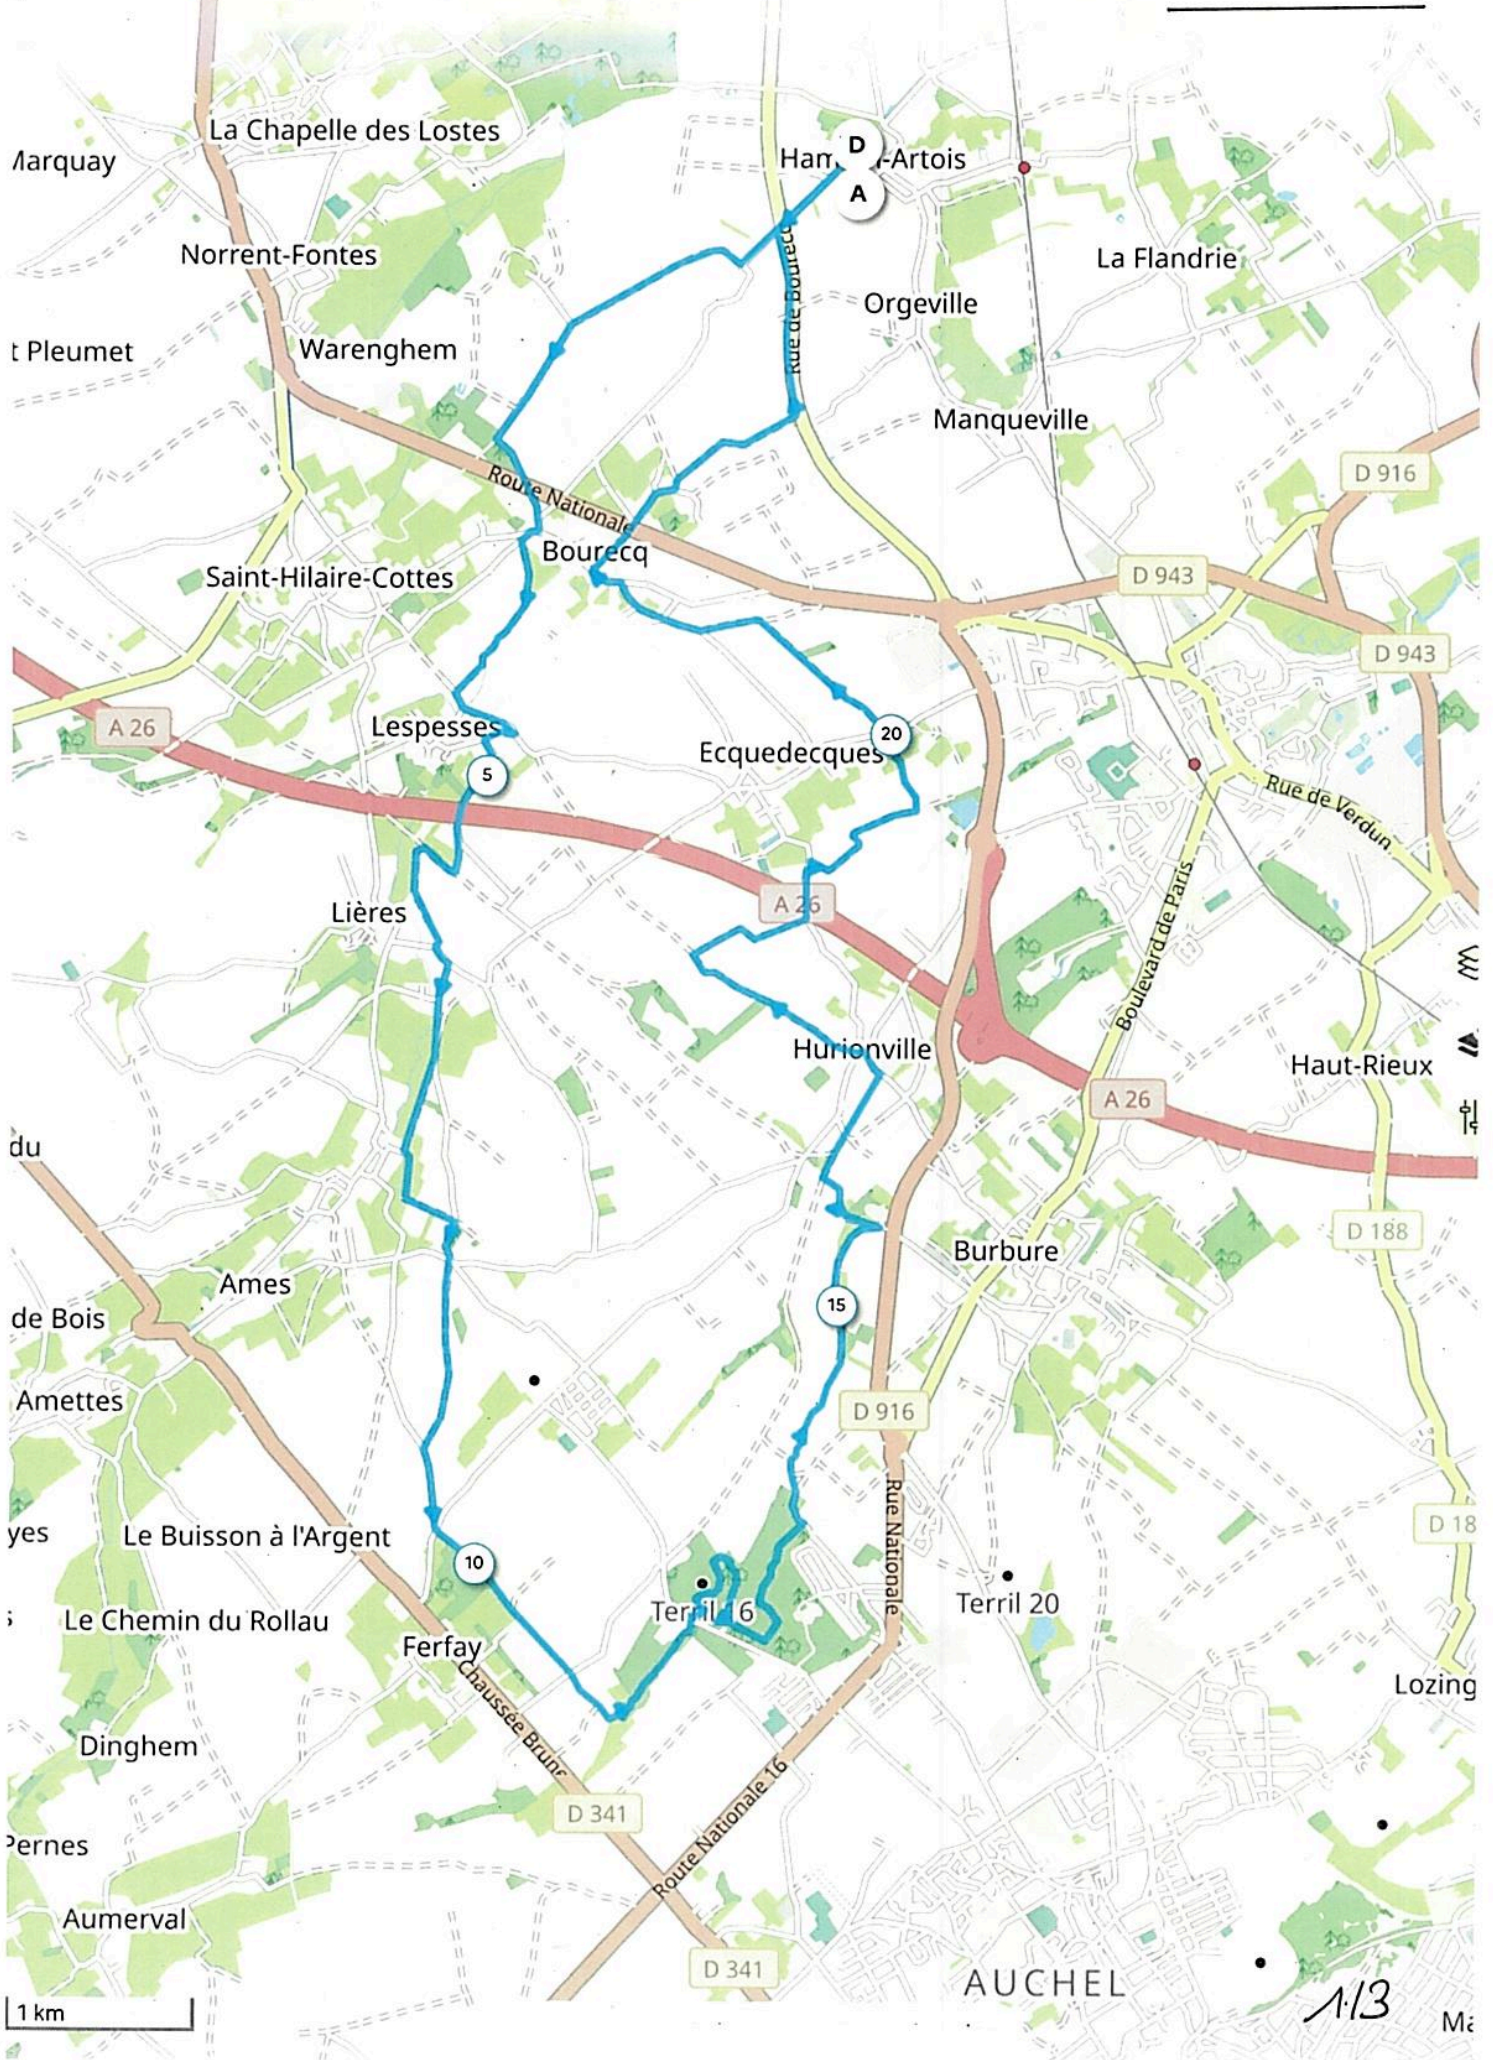 La Chapelle des Lostes
D
Marquay
A
Norrent-Fontes
La Flandrie
Rue de Bourecq
Orgeville
t Pleumet
Warenghem
Manqueville
D 916
Route Nationale
Bourecq
Saint-Hilaire-Cottes
D 943
D 943
A 26
Lespesses
20
Ecquedecques
5
Rue de Verdun
A 26
Lières
Boulevard de Paris
Hurionville
Haut-Rieux
A 26
du
D 188
Burbure
Ames
15
de Bois
Amettes
D 916
Rue Nationale
D 18
yes
Le Buisson à l'Argent
10
Terril 16
Terril 20
s
Le Chemin du Rollau
Ferfay
Chaussée Brune
Lozing
Dinghem
Route Nationale 16
D 341
Pernes
Aumerval
D 341
AUCHEL
1 km
1/3
Ma